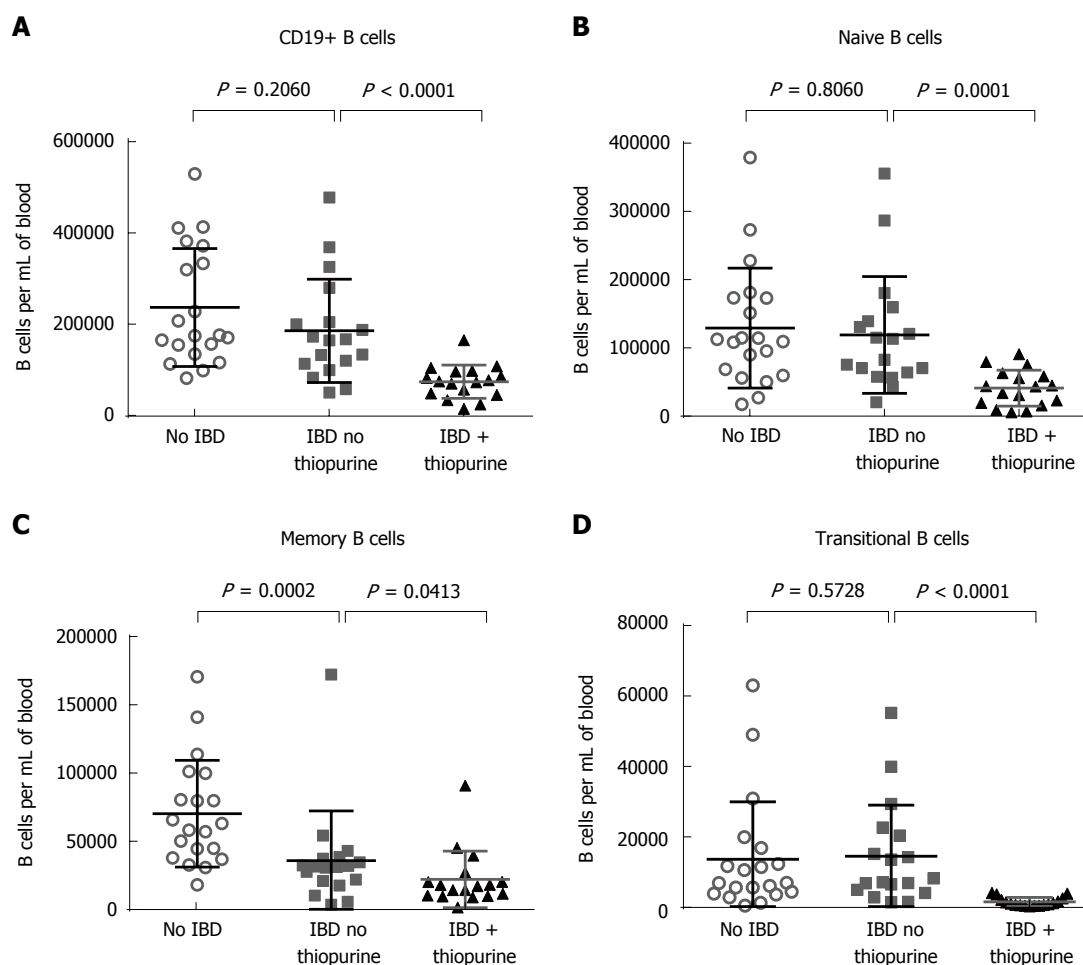 A
CD19+ B cells
P = 0.2060
P < 0.0001
B cells per mL of blood
600000
400000
200000
0
No IBD
IBD no
thiopurine
IBD +
thiopurine
B
Naive B cells
P = 0.8060
P = 0.0001
B cells per mL of blood
400000
300000
200000
100000
0
No IBD
IBD no
thiopurine
IBD +
thiopurine
C
Memory B cells
P = 0.0002
P = 0.0413
B cells per mL of blood
200000
150000
100000
50000
0
No IBD
IBD no
thiopurine
IBD +
thiopurine
D
Transitional B cells
P = 0.5728
P < 0.0001
B cells per mL of blood
80000
60000
40000
20000
0
No IBD
IBD no
thiopurine
IBD +
thiopurine